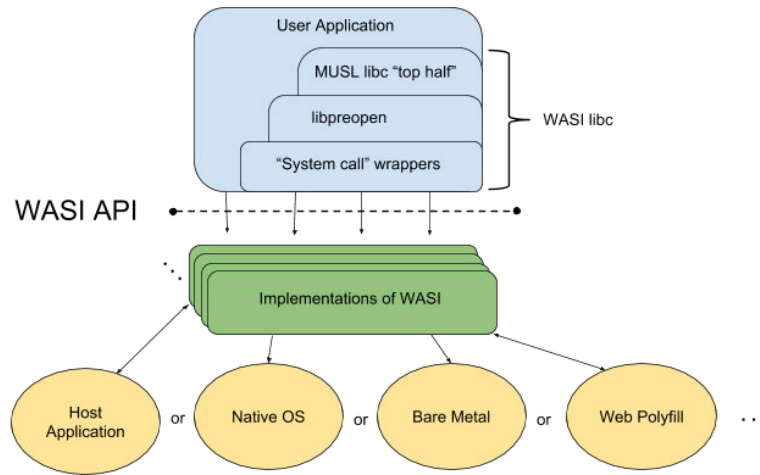 User Application
MUSL libc “top half”
libpreopen
“System call” wrappers
WASI libc
WASI API
Implementations of WASI
Host
Application
or
Native OS
or
Bare Metal
or
Web Polyfill